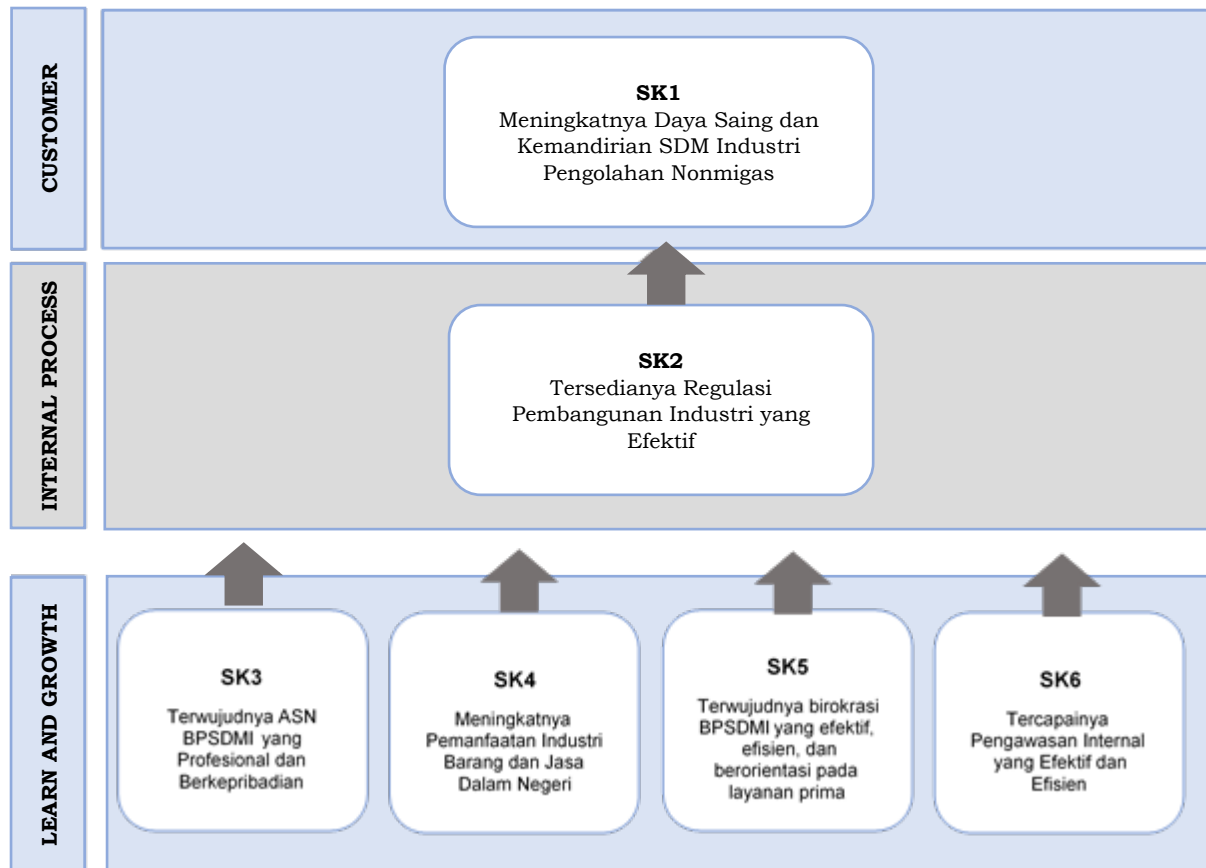 CUSTOMER
SK1
Meningkatnya Daya Saing dan
Kemandirian SDM Industri
Pengolahan Nonmigas
INTERNAL PROCESS
SK2
Tersedianya Regulasi
Pembangunan Industri yang
Efektif
LEARN AND GROWTH
SK3
Terwujudnya ASN
BPSDMI yang
Profesional dan
Berkepribadian
SK4
Meningkatnya
Pemanfaatan Industri
Barang dan Jasa
Dalam Negeri
SK5
Terwujudnya birokrasi
BPSDMI yang efektif,
efisien, dan
berorientasi pada
layanan prima
SK6
Tercapainya
Pengawasan Internal
yang Efektif dan
Efisien